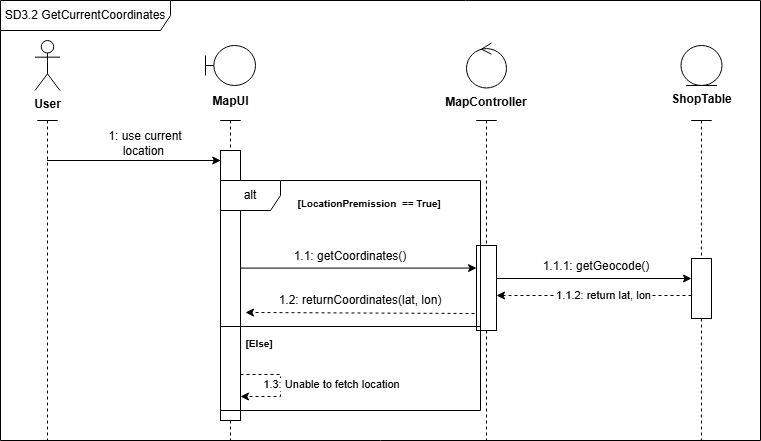 SD3.2 GetCurrentCoordinates
User
MapUI
MapController
ShopTable
1: use current
location
alt
[LocationPremission == True]
1.1: getCoordinates()
1.1.1: getGeocode()
1.2: returnCoordinates(lat, lon)
1.1.2: return lat, lon
[Else]
1.3: Unable to fetch location